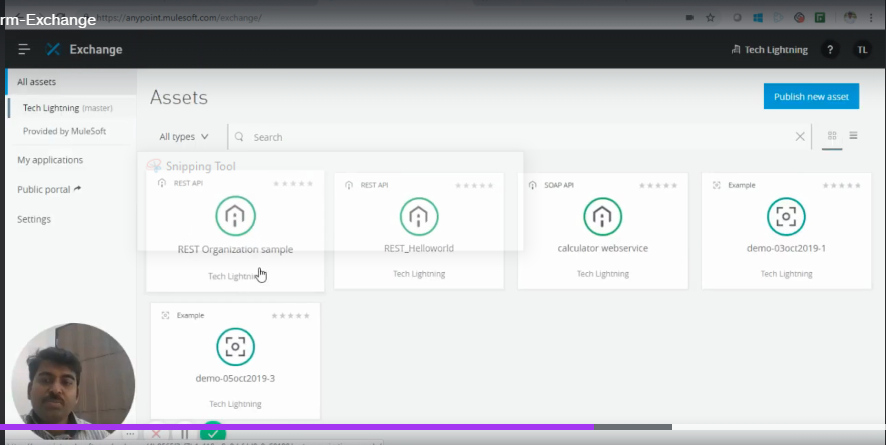 rm-Exchange
https://anypoint.mulesoft.com/exchange/
Exchange
Tech Lightning
?
TL
All assets
Tech Lightning (master)
Provided by MuleSoft
My applications
Public portal
Settings
Assets
Publish new asset
All types
Search
Snipping Tool
REST API
REST Organization sample
Tech Lightning
REST API
REST_Helloworld
Tech Lightning
SOAP API
calculator webservice
Tech Lightning
Example
demo-03oct2019-1
Tech Lightning
Example
demo-05oct2019-3
Tech Lightning